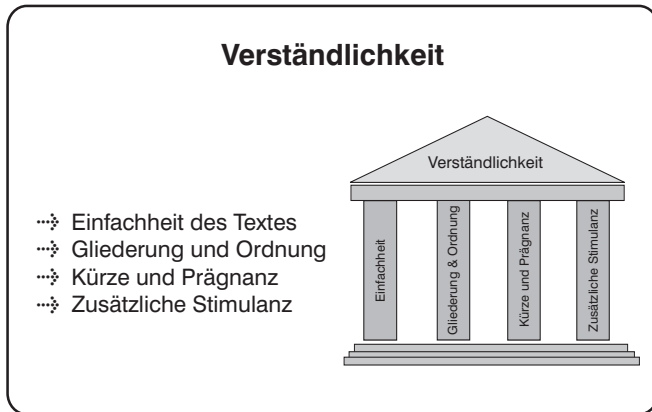 Verständlichkeit
Einfachheit des Textes
Gliederung und Ordnung
Kürze und Prägnanz
Zusätzliche Stimulanz
Verständlichkeit
Einfachheit
Gliederung & Ordnung
Kürze und Prägnanz
Zusätzliche Stimulanz